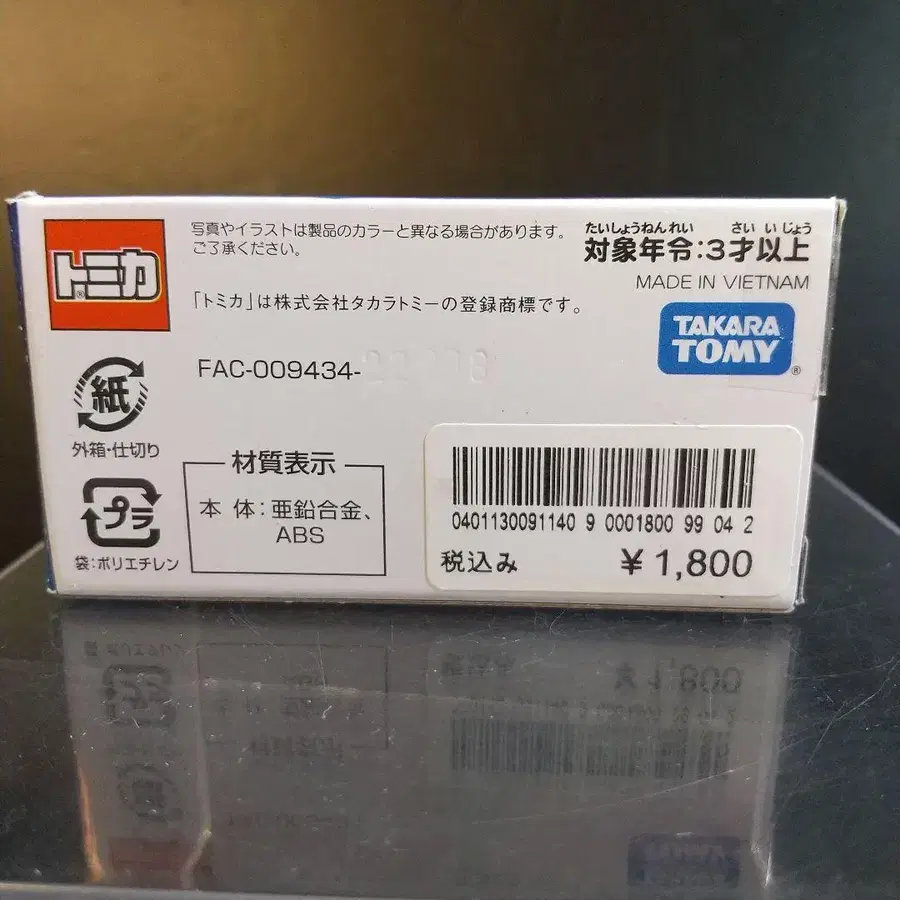 トミカ®
写真やイラストは製品のカラーと異なる場合があります。
ご了承ください。
「トミカ」は株式会社タカラトミーの登録商標です。
たいしょうねんれい さい いじょう
対象年令:3才以上
MADE IN VIETNAM
TAKARA
TOMY®
FAC-009434-
紙
外箱・仕切り
プラ
袋:ポリエチレン
材質表示
本 体:亜鉛合金、
ABS
0401130091140 9 0001800 99 04 2
税込み ¥1,800